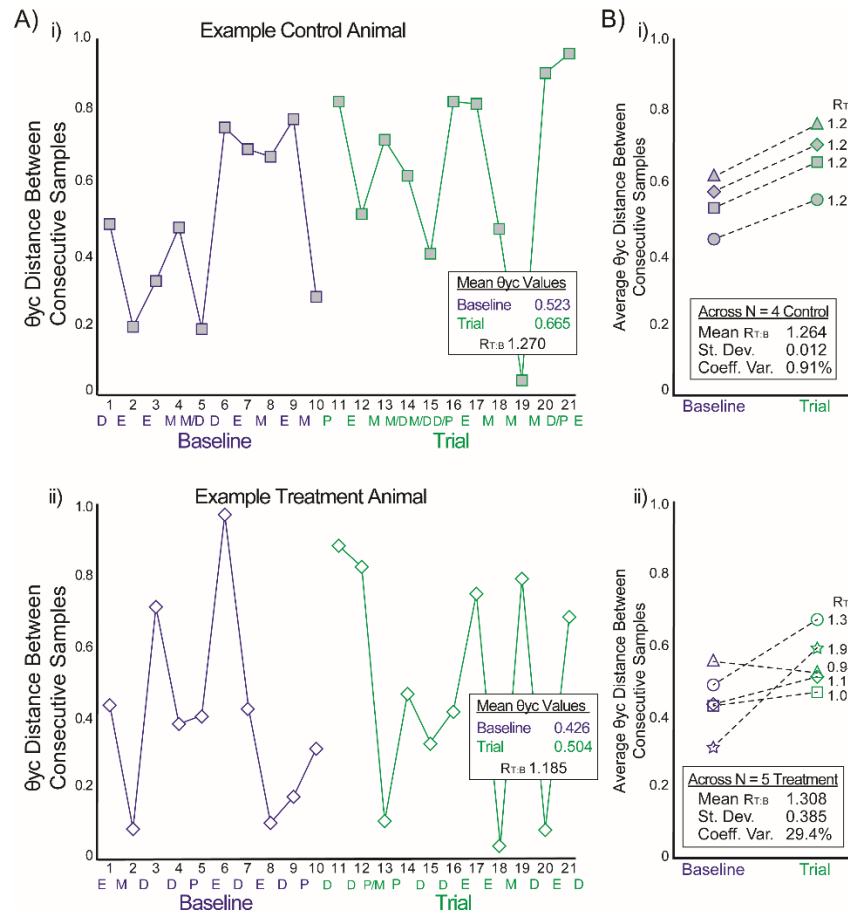 A)
i)
Example Control Animal
θyc Distance Between
Consecutive Samples
1.0
0.8
0.6
0.4
0.2
0
Mean θyc Values
Baseline 0.523
Trial 0.665
RT:B 1.270
1 2 3 4 5 6 7 8 9 10 11 12 13 14 15 16 17 18 19 20 21
D E E M M/D D E M E M P E M M/D M/D D/P E M M M D/P E
Baseline Trial
B)
i)
Average θyc Distance Between
Consecutive Samples
1.0
0.8
0.6
0.4
0.2
0
RT
1.2
1.2
1.2
1.2
Across N = 4 Control
Mean RT:B 1.264
St. Dev. 0.012
Coeff. Var. 0.91%
Baseline Trial
ii)
Example Treatment Animal
θyc Distance Between
Consecutive Samples
1.0
0.8
0.6
0.4
0.2
0
Mean θyc Values
Baseline 0.426
Trial 0.504
RT:B 1.185
1 2 3 4 5 6 7 8 9 10 11 12 13 14 15 16 17 18 19 20 21
E M D D P E D E D P D D P/M P D D E E M D E D
Baseline Trial
ii)
Average θyc Distance Between
Consecutive Samples
1.0
0.8
0.6
0.4
0.2
0
RT
1.3
1.9
0.9
1.1
1.0
Across N = 5 Treatment
Mean RT:B 1.308
St. Dev. 0.385
Coeff. Var. 29.4%
Baseline Trial